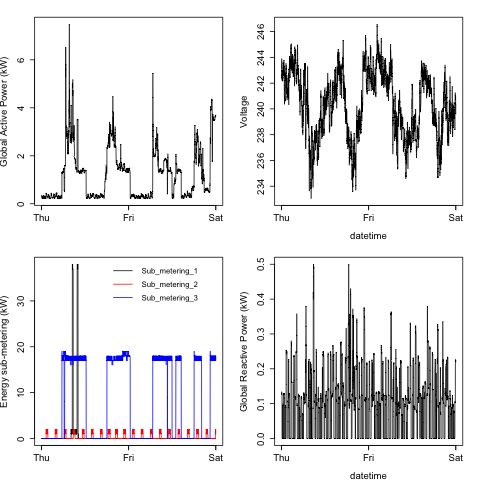 Global Active Power (kW)
0
2
4
6
Thu
Fri
Sat
Voltage
234
236
238
240
242
246
Thu
Fri
Sat
datetime
Energy sub-metering (kW)
0
10
20
30
Sub_metering_1
Sub_metering_2
Sub_metering_3
Thu
Fri
Sat
Global Reactive Power (kW)
0.0
0.1
0.2
0.3
0.4
0.5
Thu
Fri
Sat
datetime